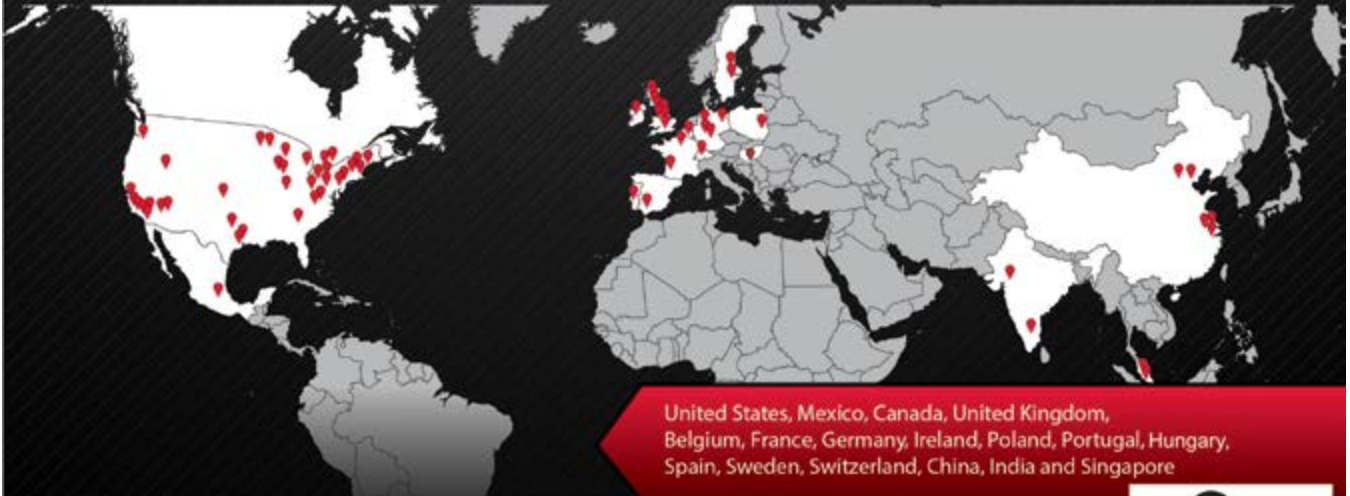 United States, Mexico, Canada, United Kingdom,
Belgium, France, Germany, Ireland, Poland, Portugal, Hungary,
Spain, Sweden, Switzerland, China, India and Singapore